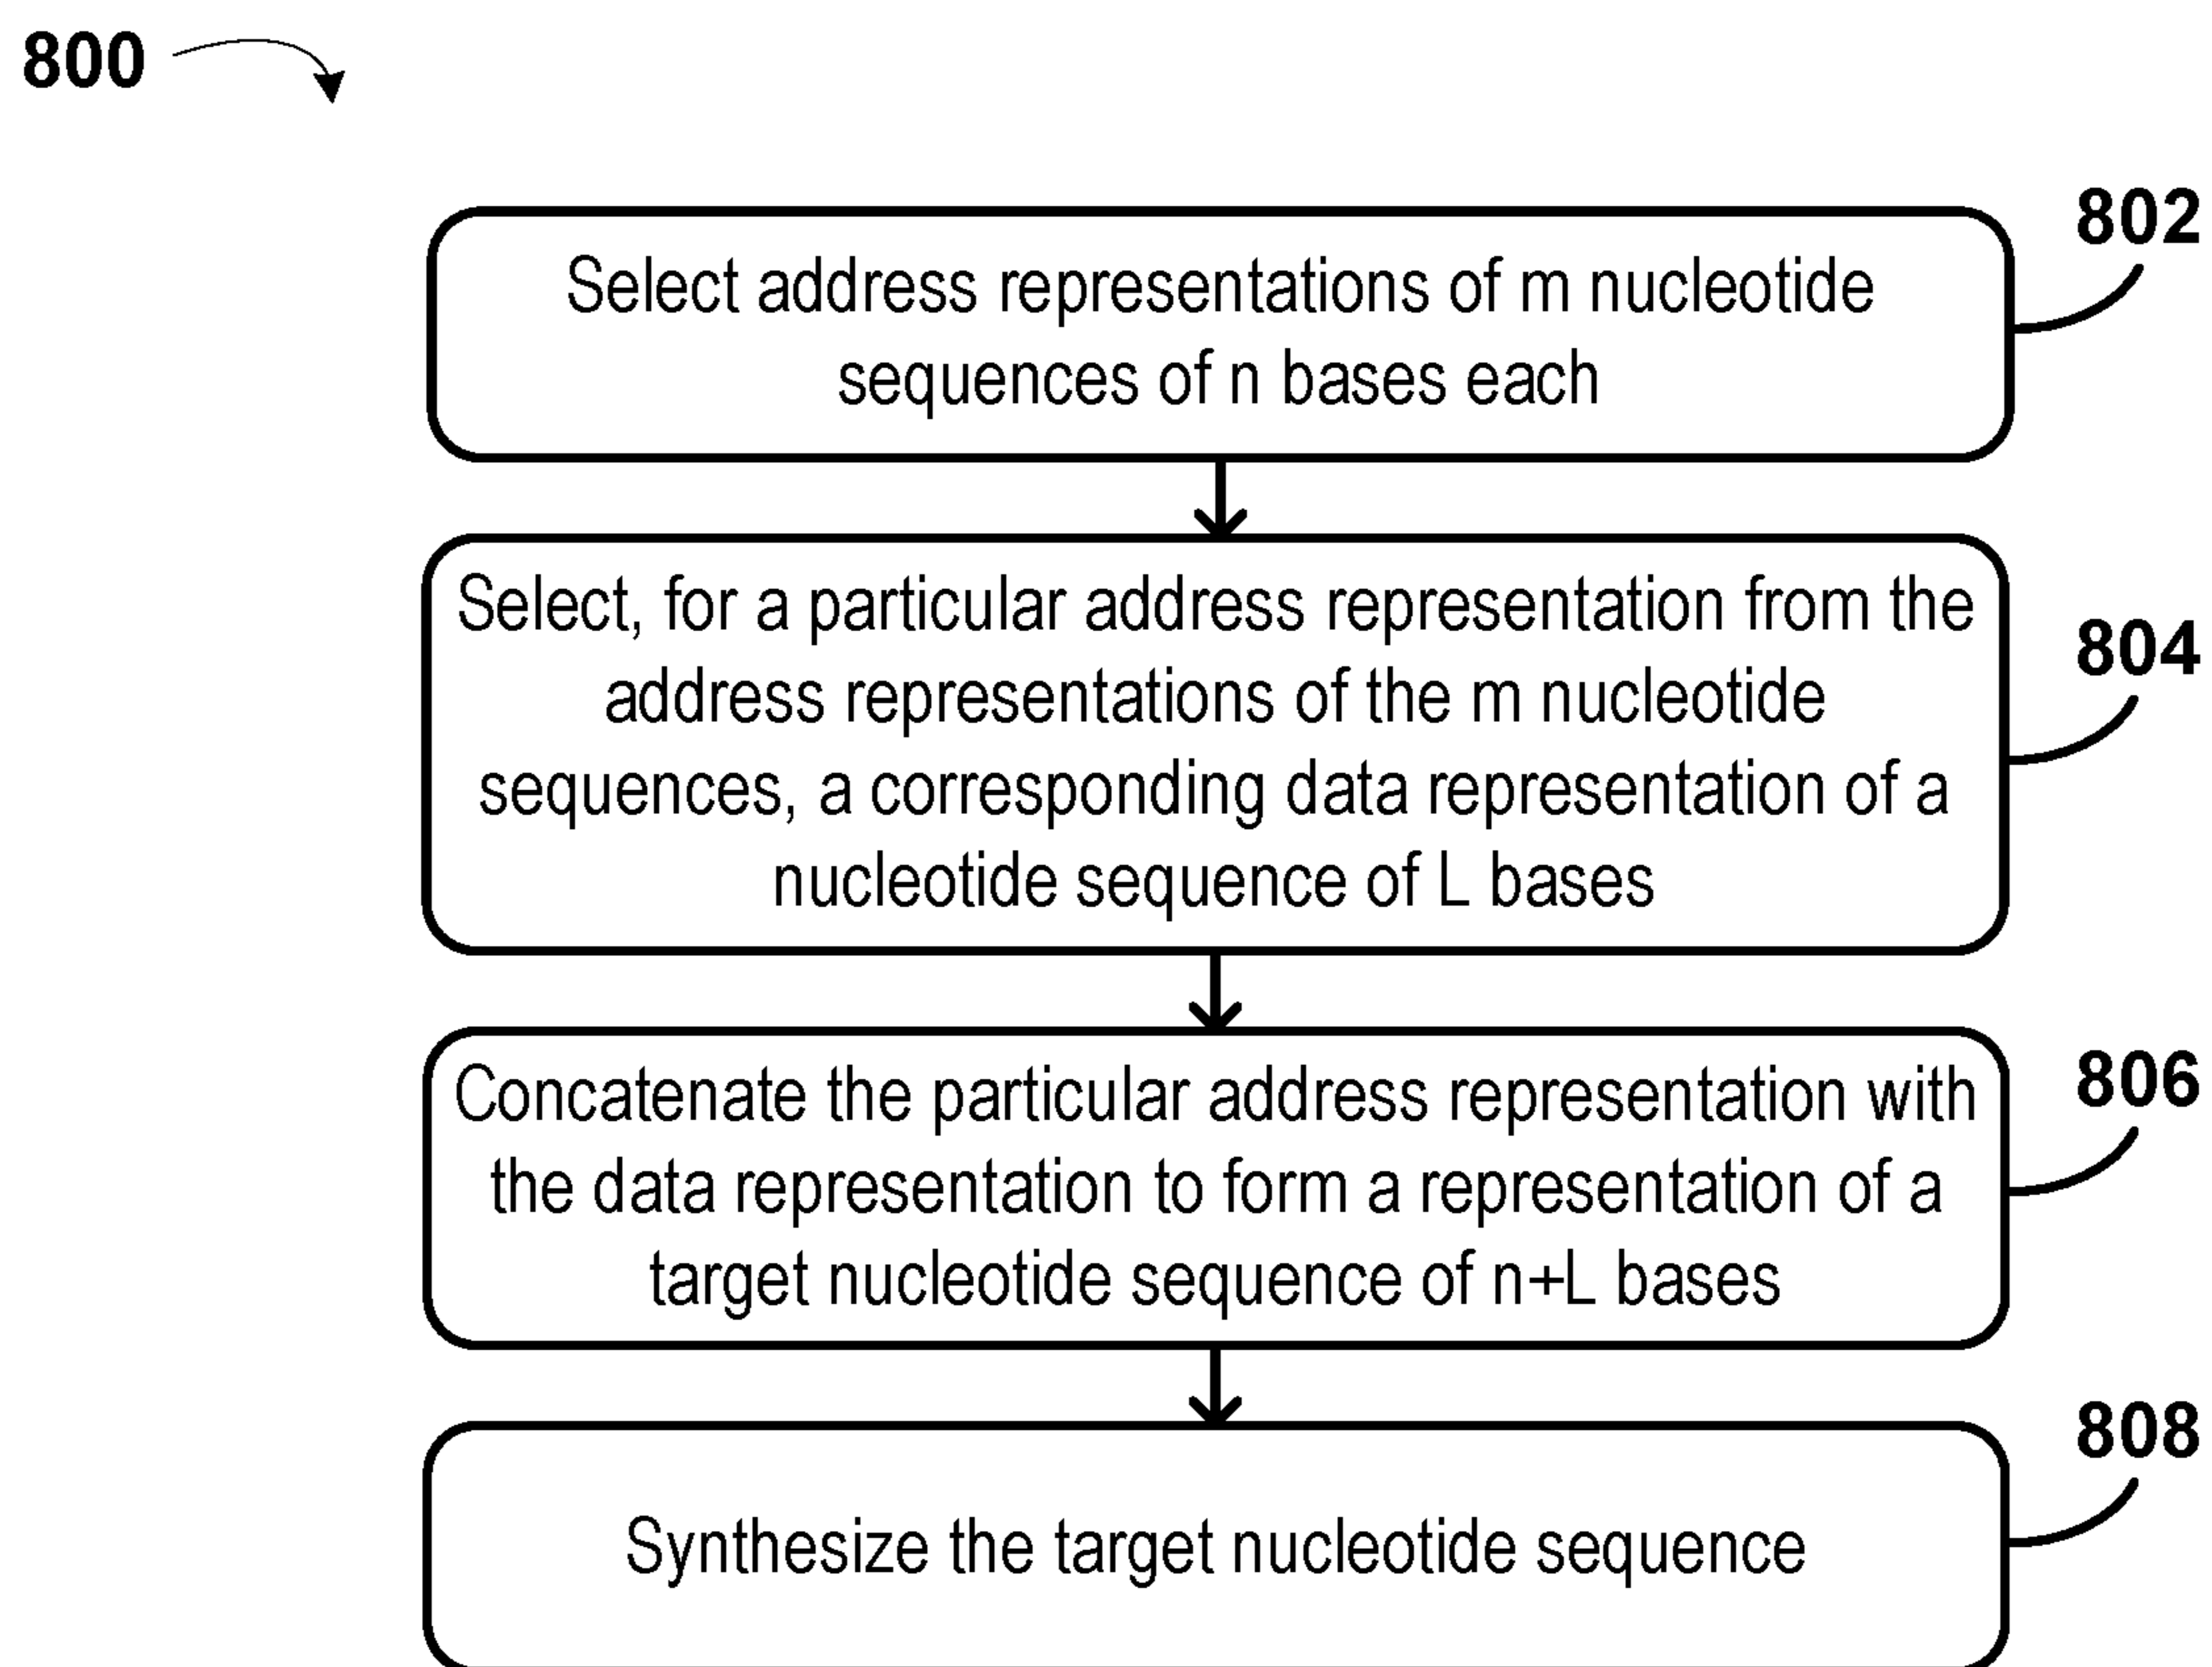 800
802
Select address representations of m nucleotide
sequences of n bases each
804
Select, for a particular address representation from the
address representations of the m nucleotide
sequences, a corresponding data representation of a
nucleotide sequence of L bases
806
Concatenate the particular address representation with
the data representation to form a representation of a
target nucleotide sequence of n+L bases
808
Synthesize the target nucleotide sequence